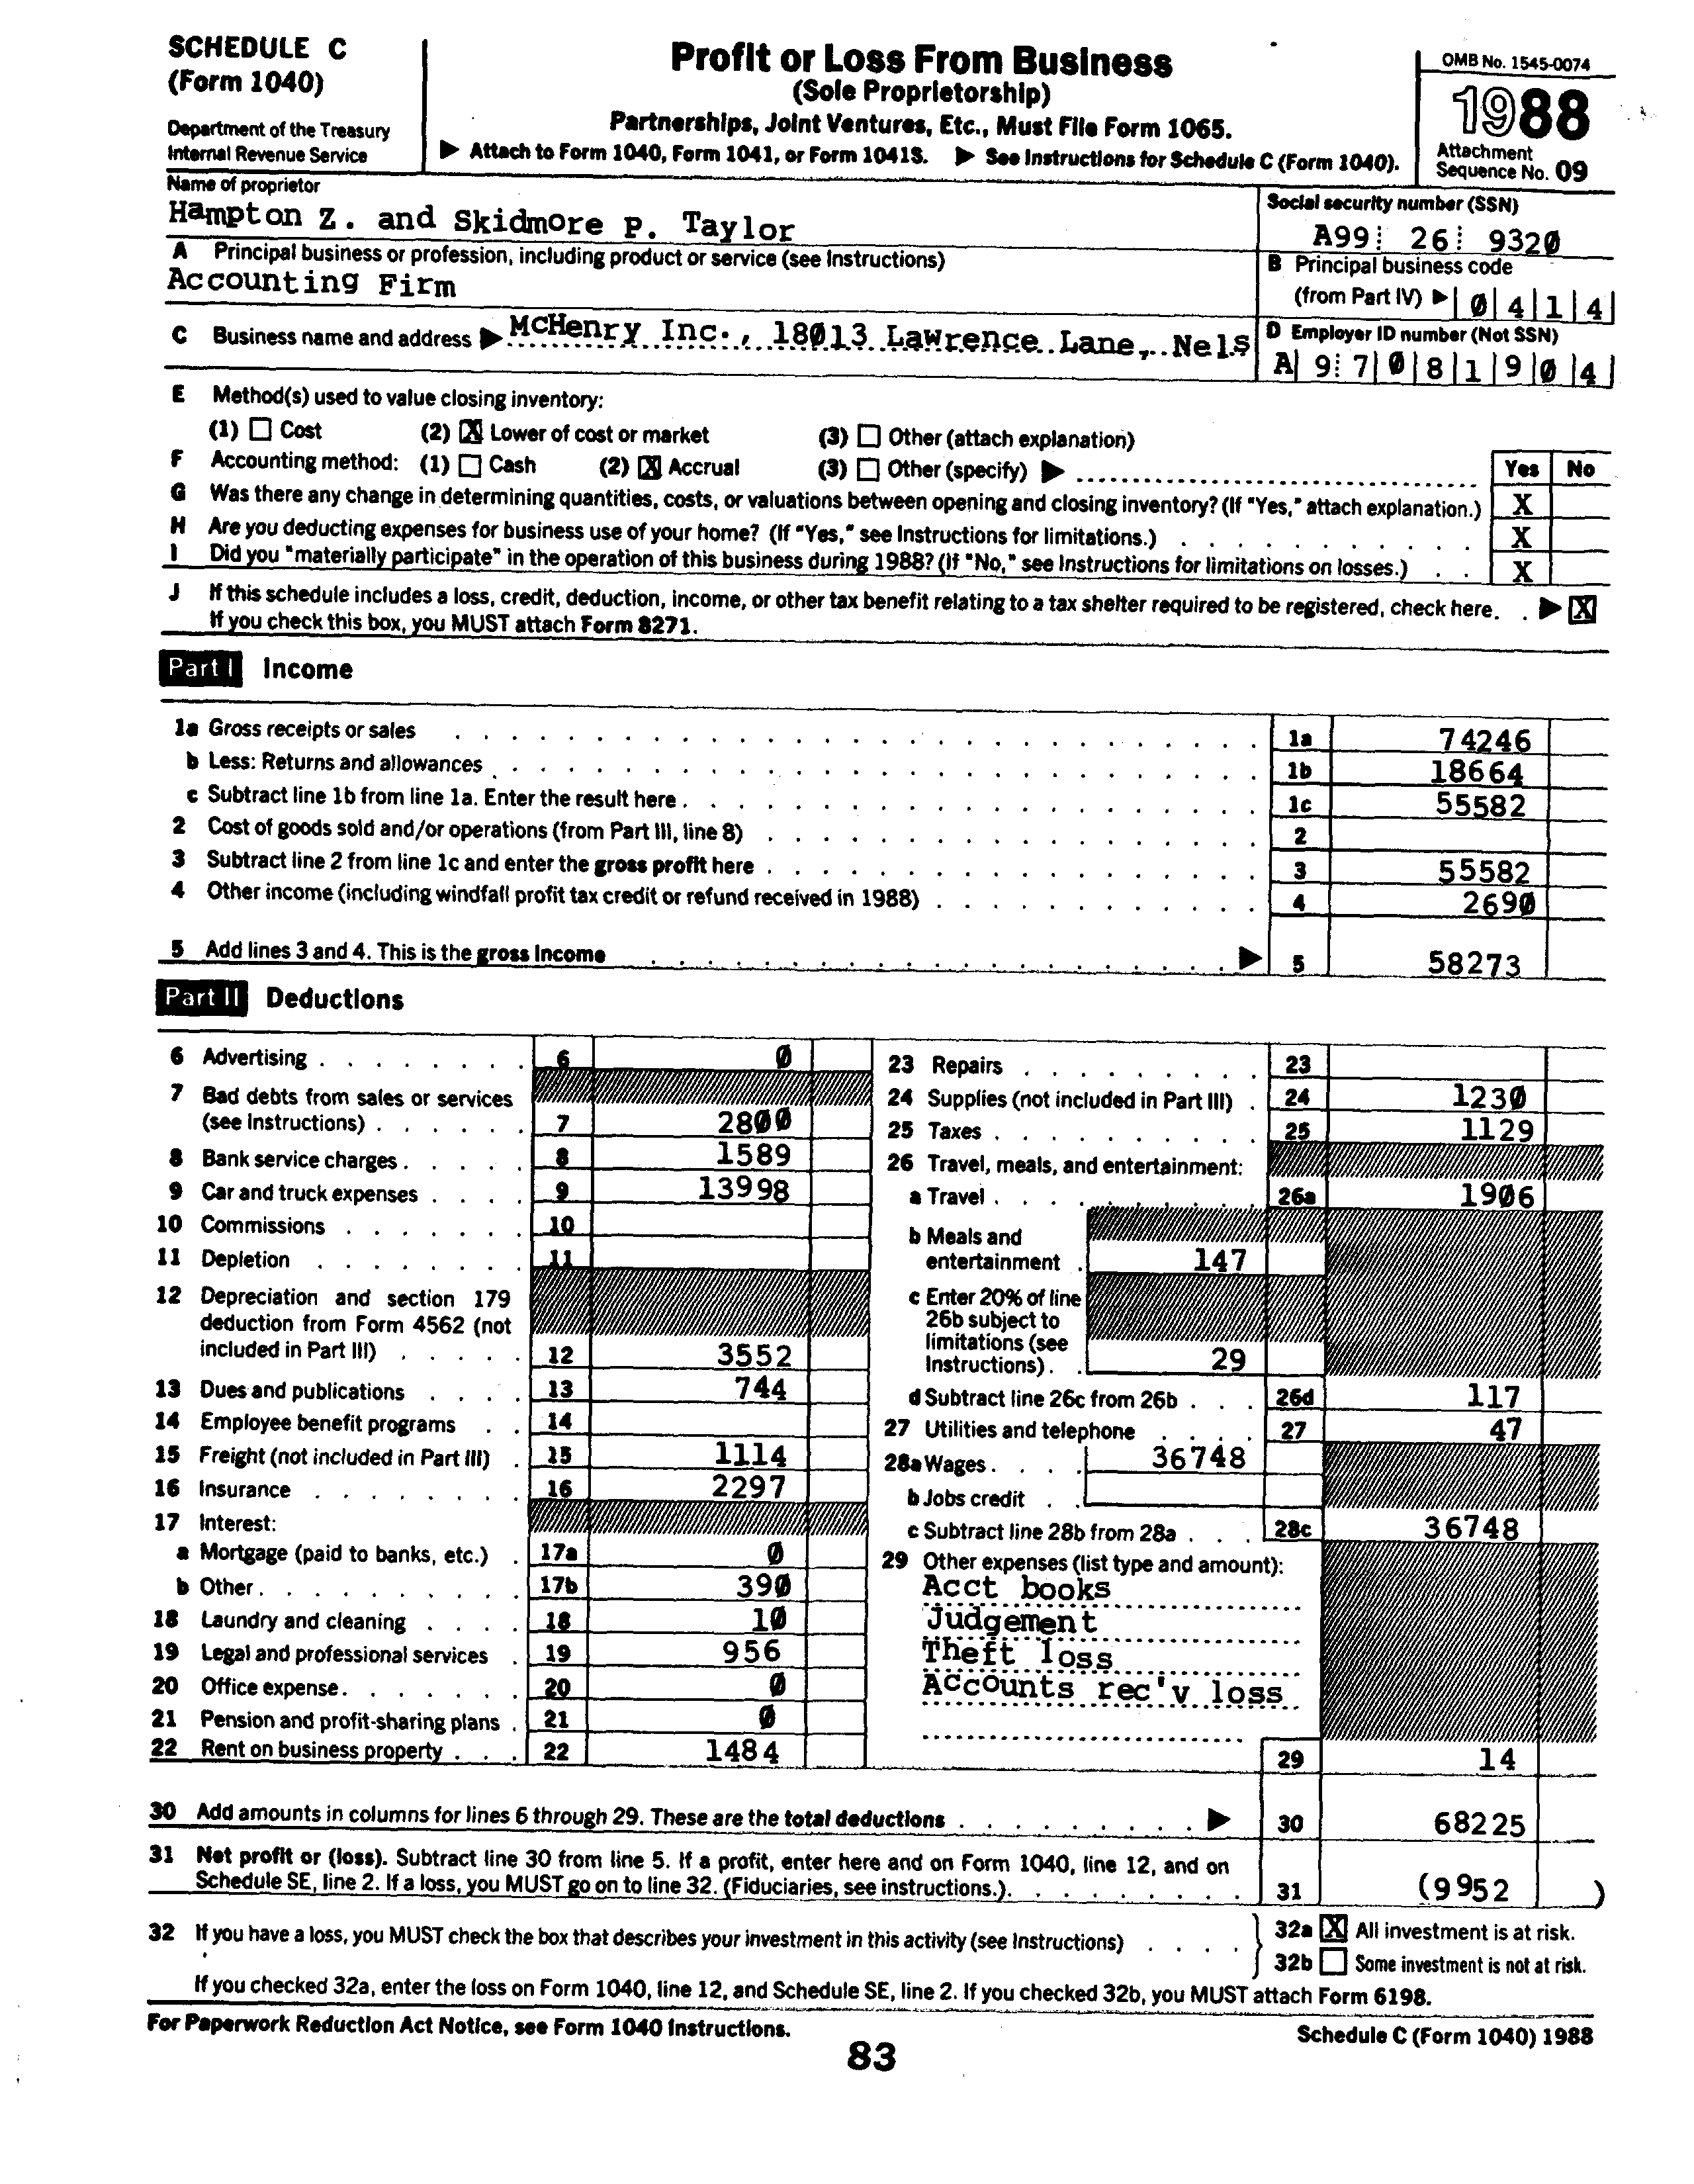 SCHEDULE C
(Form 1040)
Department of the Treasury
Internal Revenue Service
Profit or Loss From Business
(Sole Proprietorship)
Partnerships, Joint Ventures, Etc., Must File Form 1065.
▶ Attach to Form 1040, Form 1041, or Form 1041S. ▶ See Instructions for Schedule C (Form 1040).
OMB No. 1545-0074
1988
Attachment
Sequence No. 09
Name of proprietor
Hampton Z. and Skidmore P. Taylor
Social security number (SSN)
A99 26 9320
A Principal business or profession, including product or service (see Instructions)
Accounting Firm
B Principal business code
(from Part IV) ▶ 0 4 1 4
C Business name and address ▶ McHenry Inc., 18013 Lawrence Lane, Nels
D Employer ID number (Not SSN)
A 9 7 0 8 1 9 0 4
E Method(s) used to value closing inventory:
(1) ☐ Cost (2) ☒ Lower of cost or market (3) ☐ Other (attach explanation)
F Accounting method: (1) ☐ Cash (2) ☒ Accrual (3) ☐ Other (specify) ▶
Yes No
G Was there any change in determining quantities, costs, or valuations between opening and closing inventory? (If "Yes," attach explanation.) X
H Are you deducting expenses for business use of your home? (If "Yes," see Instructions for limitations.) X
I Did you "materially participate" in the operation of this business during 1988? (If "No," see Instructions for limitations on losses.) X
J If this schedule includes a loss, credit, deduction, income, or other tax benefit relating to a tax shelter required to be registered, check here. ▶ ☒
If you check this box, you MUST attach Form 8271.
Part I Income
1a Gross receipts or sales 1a 74246
b Less: Returns and allowances 1b 18664
c Subtract line 1b from line 1a. Enter the result here 1c 55582
2 Cost of goods sold and/or operations (from Part III, line 8) 2
3 Subtract line 2 from line 1c and enter the gross profit here 3 55582
4 Other income (including windfall profit tax credit or refund received in 1988) 4 2690
5 Add lines 3 and 4. This is the gross income ▶ 5 58273
Part II Deductions
6 Advertising 6 0
7 Bad debts from sales or services
(see Instructions) 7 2800
8 Bank service charges 8 1589
9 Car and truck expenses 9 13998
10 Commissions 10
11 Depletion 11
12 Depreciation and section 179
deduction from Form 4562 (not
included in Part III) 12 3552
13 Dues and publications 13 744
14 Employee benefit programs 14
15 Freight (not included in Part III) 15 1114
16 Insurance 16 2297
17 Interest:
a Mortgage (paid to banks, etc.) 17a 0
b Other 17b 390
18 Laundry and cleaning 18 10
19 Legal and professional services 19 956
20 Office expense 20 0
21 Pension and profit-sharing plans 21 0
22 Rent on business property 22 1484
23 Repairs 23
24 Supplies (not included in Part III) 24 1230
25 Taxes 25 1129
26 Travel, meals, and entertainment:
a Travel 26a 1906
b Meals and
entertainment 147
c Enter 20% of line
26b subject to
limitations (see
Instructions) 29
d Subtract line 26c from 26b 26d 117
27 Utilities and telephone 27 47
28a Wages 36748
b Jobs credit
c Subtract line 28b from 28a 28c 36748
29 Other expenses (list type and amount):
Acct books
Judgement
Theft loss
Accounts rec'v loss
29 14
30 Add amounts in columns for lines 6 through 29. These are the total deductions ▶ 30 68225
31 Net profit or (loss). Subtract line 30 from line 5. If a profit, enter here and on Form 1040, line 12, and on
Schedule SE, line 2. If a loss, you MUST go on to line 32. (Fiduciaries, see instructions.) 31 (9952 )
32 If you have a loss, you MUST check the box that describes your investment in this activity (see Instructions)
32a ☒ All investment is at risk.
32b ☐ Some investment is not at risk.
If you checked 32a, enter the loss on Form 1040, line 12, and Schedule SE, line 2. If you checked 32b, you MUST attach Form 6198.
For Paperwork Reduction Act Notice, see Form 1040 Instructions.
Schedule C (Form 1040) 1988
83